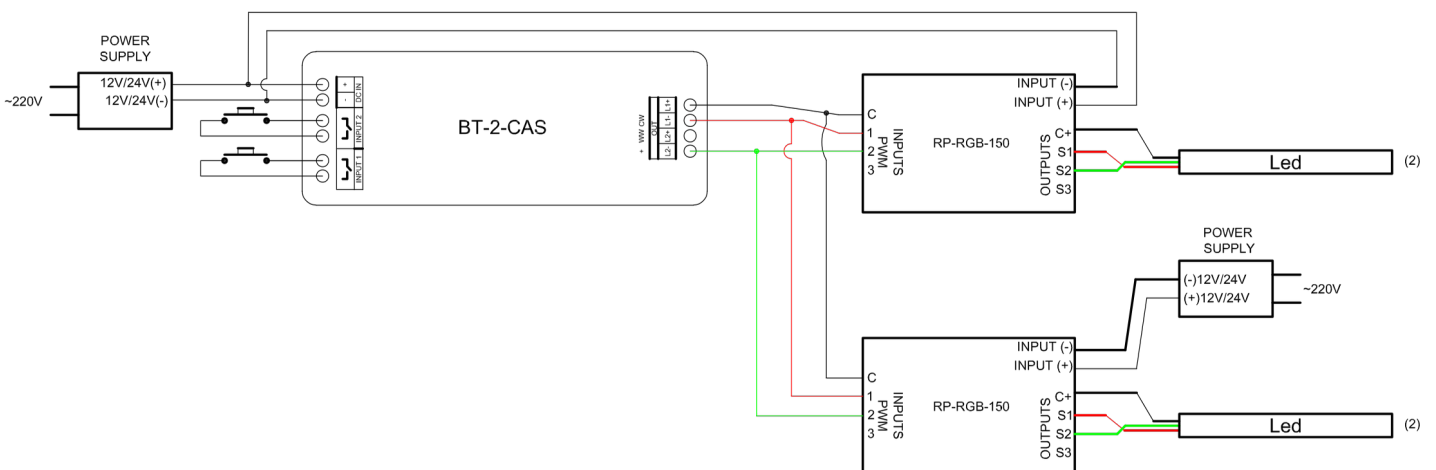 POWER
SUPPLY
12V/24V(+)
12V/24V(-)
~220V
+
-
DC IN
INPUT 2
INPUT 1
BT-2-CAS
+ WW CW
OUT
L1+
L1-
L2+
L2-
C
1
2
3
INPUTS
PWM
RP-RGB-150
INPUT (-)
INPUT (+)
OUTPUTS
C+
S1
S2
S3
Led
(2)
POWER
SUPPLY
(-)12V/24V
(+)12V/24V
~220V
C
1
2
3
INPUTS
PWM
RP-RGB-150
INPUT (-)
INPUT (+)
OUTPUTS
C+
S1
S2
S3
Led
(2)